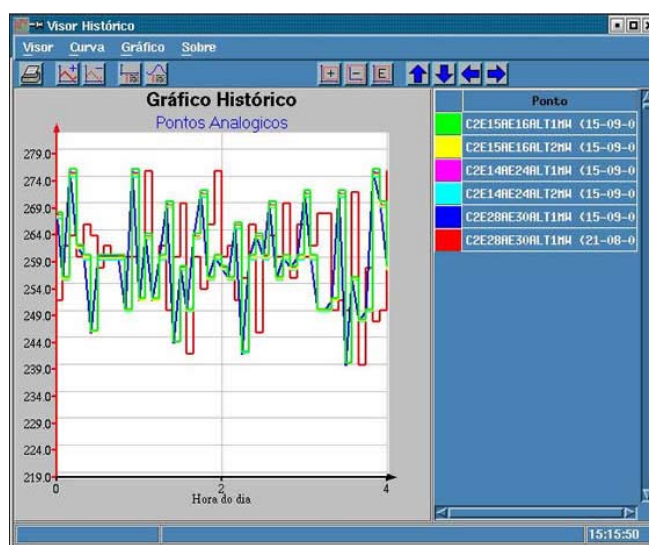 Visor Histórico
Visor Curva Gráfico Sobre
E
Gráfico Histórico
Pontos Analogicos
279.0
274.0
269.0
264.0
259.0
254.0
249.0
244.0
239.0
234.0
229.0
224.0
219.0
0 2 4
Hora do dia
Ponto
C2E15AE16ALT1MW (15-09-0
C2E15AE16ALT2MW (15-09-0
C2E14AE24ALT1MW (15-09-0
C2E14AE24ALT2MW (15-09-0
C2E28AE30ALT1MW (15-09-0
C2E28AE30ALT1MW (21-08-0
15:15:50